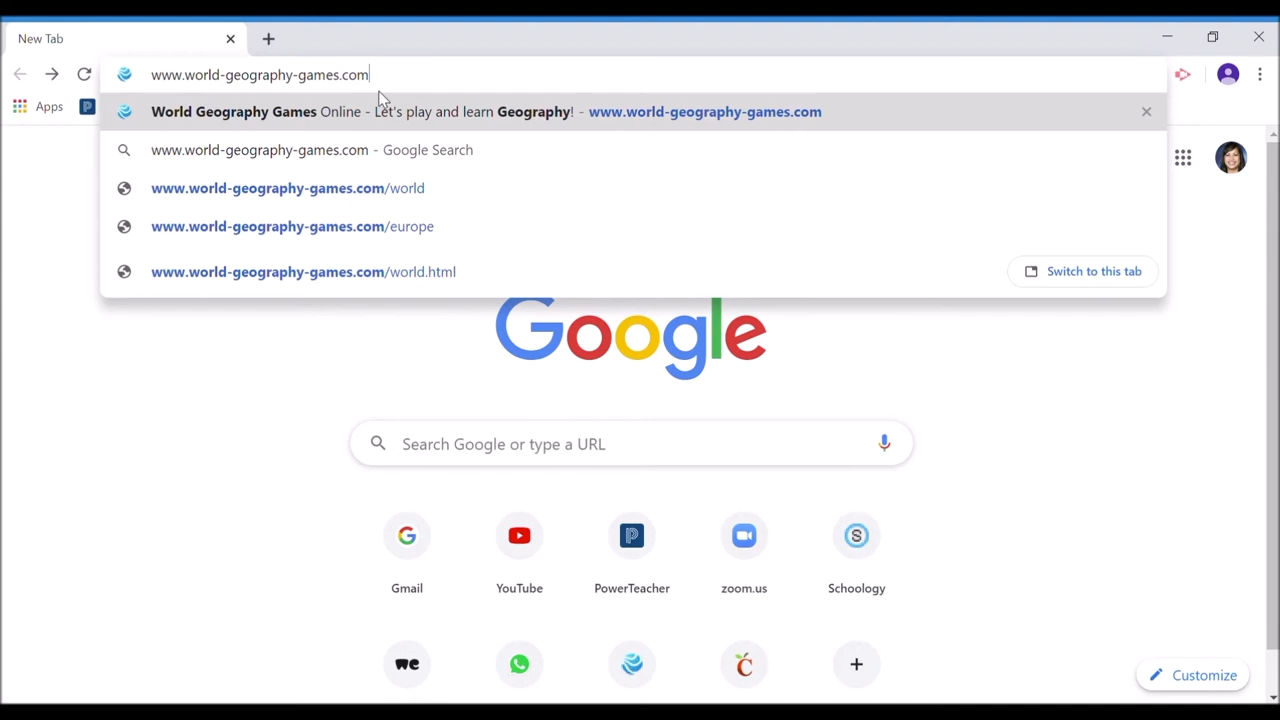 New Tab
www.world-geography-games.com
Apps
World Geography Games Online - Let's play and learn Geography! - www.world-geography-games.com
www.world-geography-games.com - Google Search
www.world-geography-games.com/world
www.world-geography-games.com/europe
www.world-geography-games.com/world.html
Switch to this tab
Google
Search Google or type a URL
Gmail YouTube PowerTeacher zoom.us Schoology
we
Customize